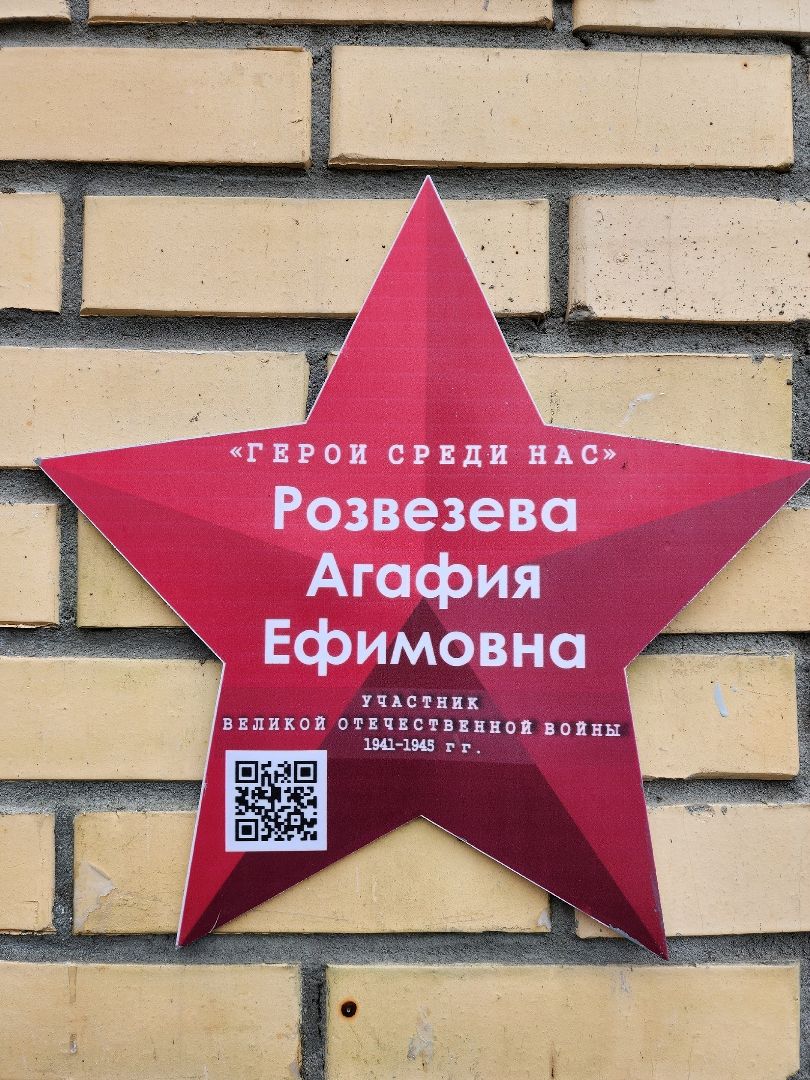 «ГЕРОИ СРЕДИ НАС»
Розвезева
Агафия
Ефимовна
УЧАСТНИК
ВЕЛИКОЙ ОТЕЧЕСТВЕННОЙ ВОЙНЫ
1941-1945 гг.